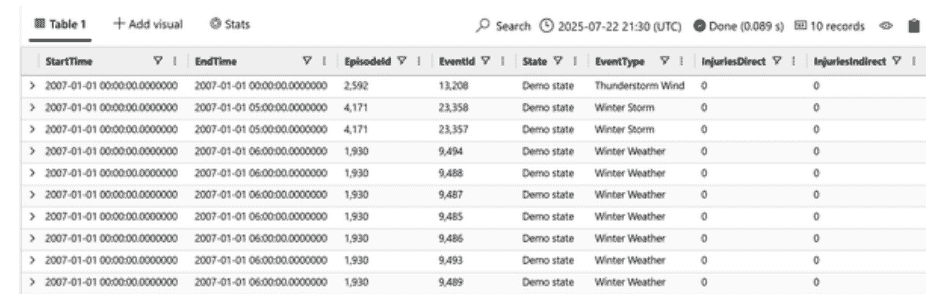 Table 1 Add visual Stats Search 2025-07-22 21:30 (UTC) Done (0.089 s) 10 records
StartTime EndTime EpisodeId EventId State EventType InjuriesDirect InjuriesIndirect
2007-01-01 00:00:00.0000000 2007-01-01 00:00:00.0000000 2,592 13,208 Demo state Thunderstorm Wind 0 0
2007-01-01 00:00:00.0000000 2007-01-01 05:00:00.0000000 4,171 23,358 Demo state Winter Storm 0 0
2007-01-01 00:00:00.0000000 2007-01-01 05:00:00.0000000 4,171 23,357 Demo state Winter Storm 0 0
2007-01-01 00:00:00.0000000 2007-01-01 06:00:00.0000000 1,930 9,494 Demo state Winter Weather 0 0
2007-01-01 00:00:00.0000000 2007-01-01 06:00:00.0000000 1,930 9,488 Demo state Winter Weather 0 0
2007-01-01 00:00:00.0000000 2007-01-01 06:00:00.0000000 1,930 9,487 Demo state Winter Weather 0 0
2007-01-01 00:00:00.0000000 2007-01-01 06:00:00.0000000 1,930 9,485 Demo state Winter Weather 0 0
2007-01-01 00:00:00.0000000 2007-01-01 06:00:00.0000000 1,930 9,486 Demo state Winter Weather 0 0
2007-01-01 00:00:00.0000000 2007-01-01 06:00:00.0000000 1,930 9,493 Demo state Winter Weather 0 0
2007-01-01 00:00:00.0000000 2007-01-01 06:00:00.0000000 1,930 9,489 Demo state Winter Weather 0 0